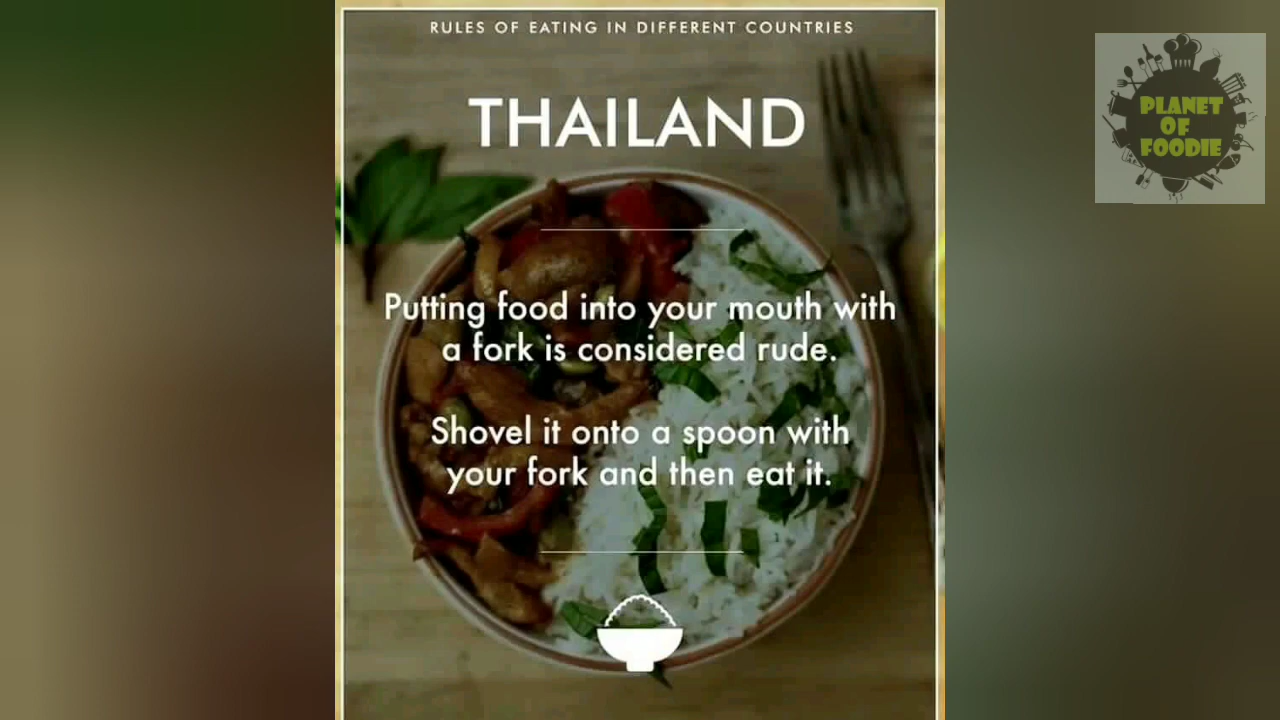 RULES OF EATING IN DIFFERENT COUNTRIES
THAILAND
Putting food into your mouth with
a fork is considered rude.
Shovel it onto a spoon with
your fork and then eat it.
PLANET
OF
FOODIE